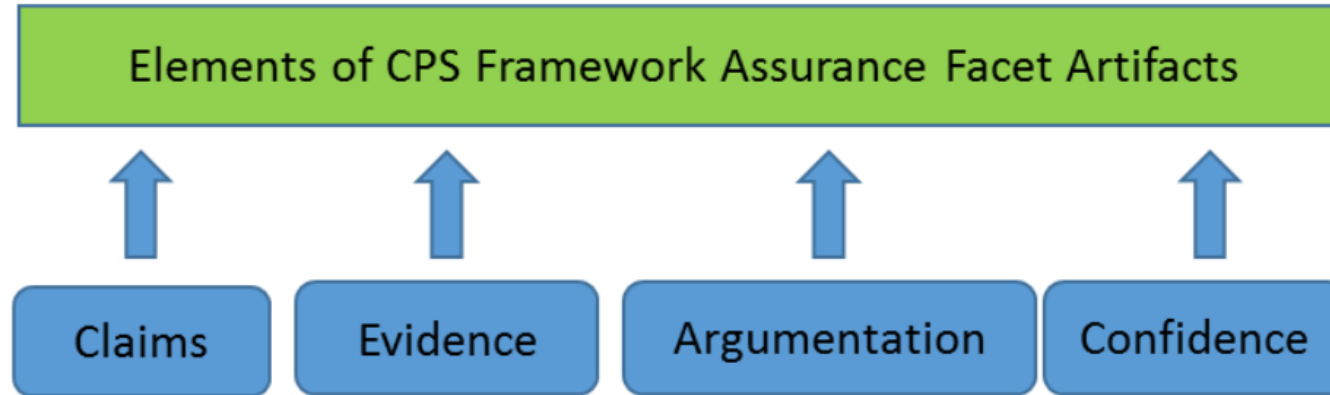 Elements of CPS Framework Assurance Facet Artifacts
Claims
Evidence
Argumentation
Confidence